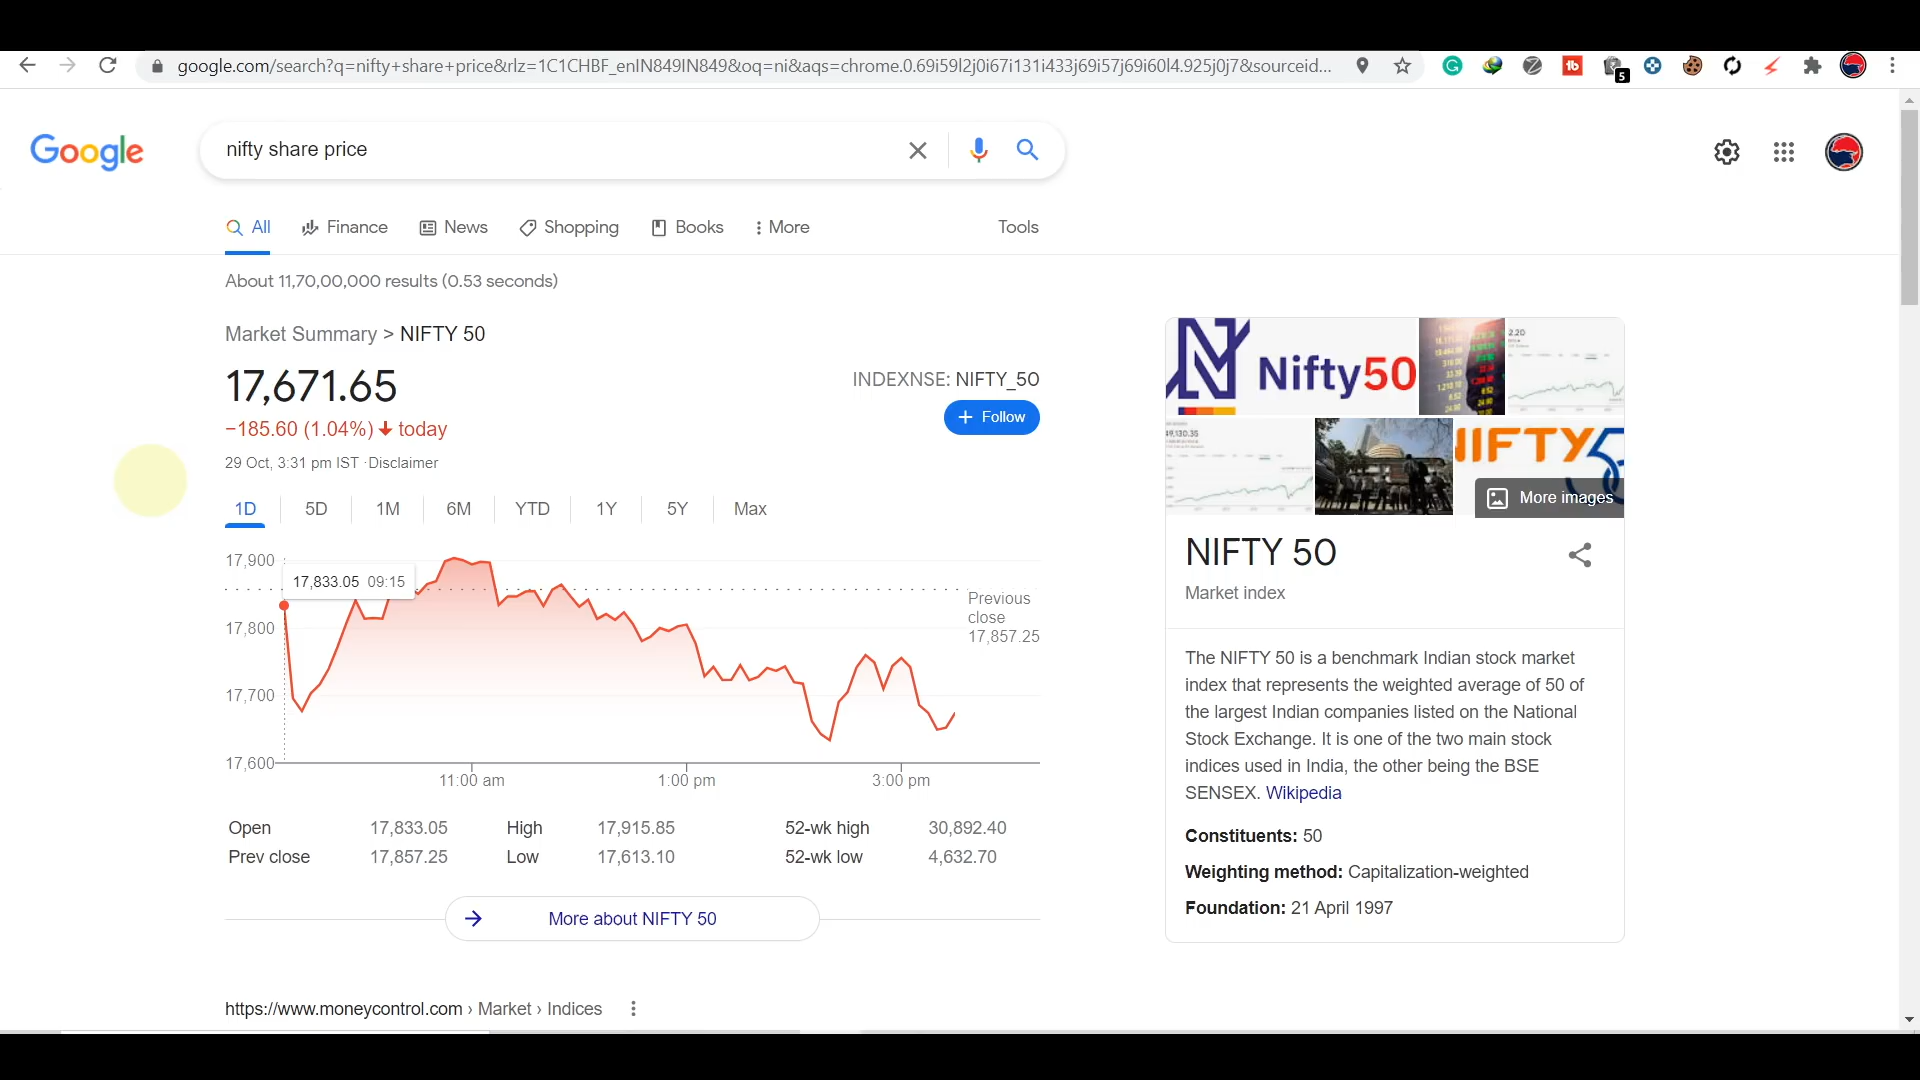 google.com/search?q=nifty+share+price&rlz=1C1CHBF_enIN849IN849&oq=ni&aqs=chrome.0.69i59l2j0i67i131i433j69i57j69i60l4.925j0j7&sourceid...
5
Google
nifty share price
All Finance News Shopping Books More Tools
About 11,70,00,000 results (0.53 seconds)
Market Summary > NIFTY 50
17,671.65
INDEXNSE: NIFTY_50
Follow
−185.60 (1.04%) today
29 Oct, 3:31 pm IST ·Disclaimer
1D 5D 1M 6M YTD 1Y 5Y Max
17,900
17,833.05 09:15
Previous
close
17,857.25
17,800
17,700
17,600
11:00 am 1:00 pm 3:00 pm
Open 17,833.05 High 17,915.85 52-wk high 30,892.40
Prev close 17,857.25 Low 17,613.10 52-wk low 4,632.70
More about NIFTY 50
https://www.moneycontrol.com › Market › Indices
Nifty50
2.20
49,130.35
NIFTY5
More images
NIFTY 50
Market index
The NIFTY 50 is a benchmark Indian stock market
index that represents the weighted average of 50 of
the largest Indian companies listed on the National
Stock Exchange. It is one of the two main stock
indices used in India, the other being the BSE
SENSEX. Wikipedia
Constituents: 50
Weighting method: Capitalization-weighted
Foundation: 21 April 1997